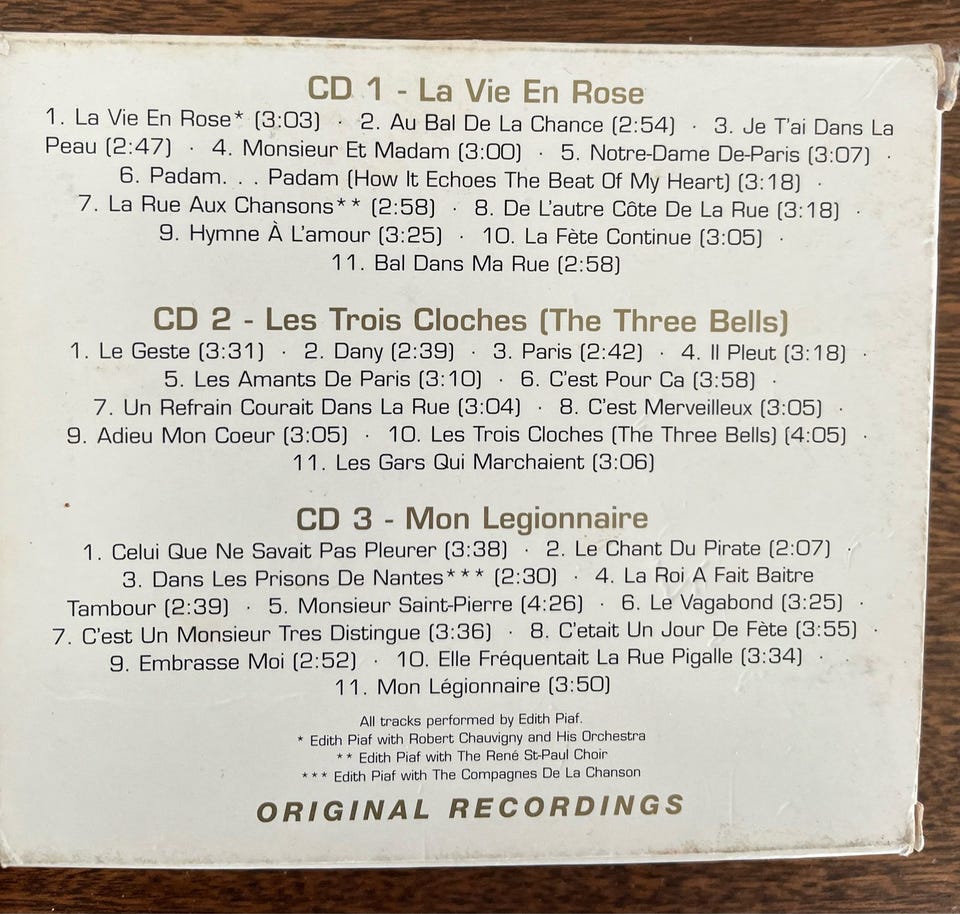 CD 1 - La Vie En Rose
1. La Vie En Rose* (3:03) · 2. Au Bal De La Chance (2:54) · 3. Je T'ai Dans La
Peau (2:47) · 4. Monsieur Et Madam (3:00) · 5. Notre-Dame De-Paris (3:07) ·
6. Padam. . . Padam (How It Echoes The Beat Of My Heart) (3:18) ·
7. La Rue Aux Chansons** (2:58) · 8. De L'autre Côte De La Rue (3:18) ·
9. Hymne À L'amour (3:25) · 10. La Fète Continue (3:05) ·
11. Bal Dans Ma Rue (2:58)
CD 2 - Les Trois Cloches (The Three Bells)
1. Le Geste (3:31) · 2. Dany (2:39) · 3. Paris (2:42) · 4. Il Pleut (3:18) ·
5. Les Amants De Paris (3:10) · 6. C'est Pour Ca (3:58) ·
7. Un Refrain Courait Dans La Rue (3:04) · 8. C'est Merveilleux (3:05) ·
9. Adieu Mon Coeur (3:05) · 10. Les Trois Cloches (The Three Bells) (4:05) ·
11. Les Gars Qui Marchaient (3:06)
CD 3 - Mon Legionnaire
1. Celui Que Ne Savait Pas Pleurer (3:38) · 2. Le Chant Du Pirate (2:07) ·
3. Dans Les Prisons De Nantes*** (2:30) · 4. La Roi A Fait Baitre
Tambour (2:39) · 5. Monsieur Saint-Pierre (4:26) · 6. Le Vagabond (3:25) ·
7. C'est Un Monsieur Tres Distingue (3:36) · 8. C'etait Un Jour De Fète (3:55) ·
9. Embrasse Moi (2:52) · 10. Elle Fréquentait La Rue Pigalle (3:34) ·
11. Mon Légionnaire (3:50)
All tracks performed by Edith Piaf.
* Edith Piaf with Robert Chauvigny and His Orchestra
** Edith Piaf with The René St-Paul Choir
*** Edith Piaf with The Compagnes De La Chanson
ORIGINAL RECORDINGS